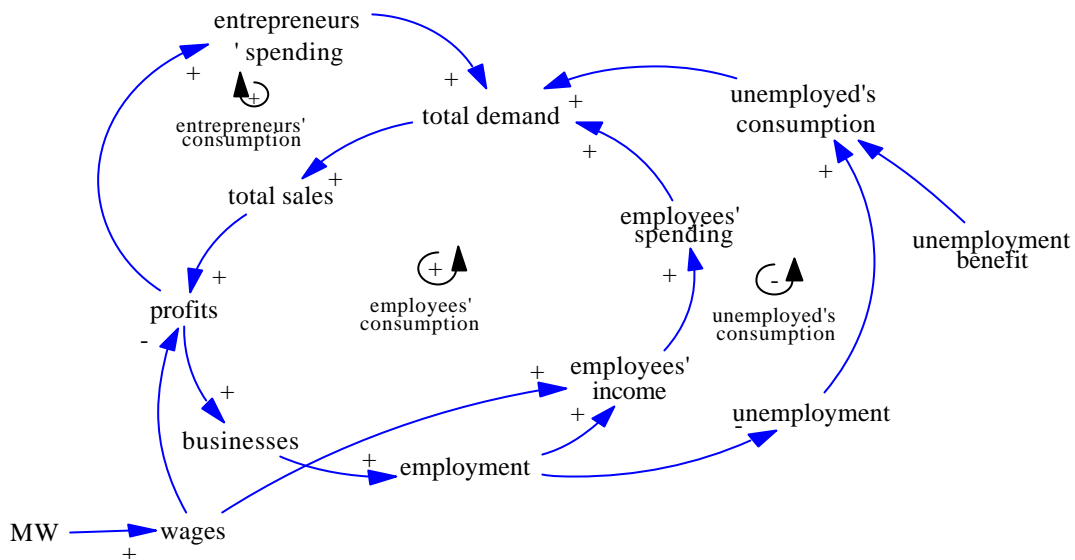 entrepreneurs
' spending
+
+
+
entrepreneurs'
consumption
total demand
+
+
unemployed's
consumption
+
+
total sales
employees'
spending
unemployment
benefit
+
+
+
-
profits
employees'
consumption
unemployed's
consumption
-
+
employees'
income
+
+
unemployment
-
businesses
+
employment
MW
+
wages